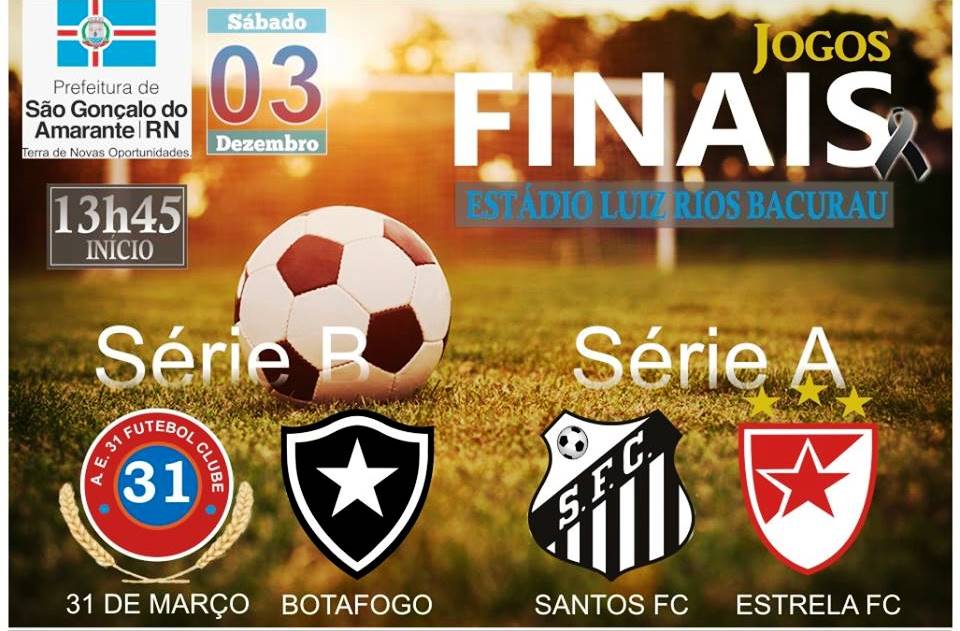 Prefeitura de
São Gonçalo do
Amarante|RN
Terra de Novas Oportunidades.
Sábado
03
Dezembro
JOGOS
FINAIS
ESTÁDIO LUIZ RIOS BACURAU
13h45
INÍCIO
Série B
Série A
A. E. 31 FUTEBOL CLUBE
31
S.F.C.
31 DE MARÇO
BOTAFOGO
SANTOS FC
ESTRELA FC